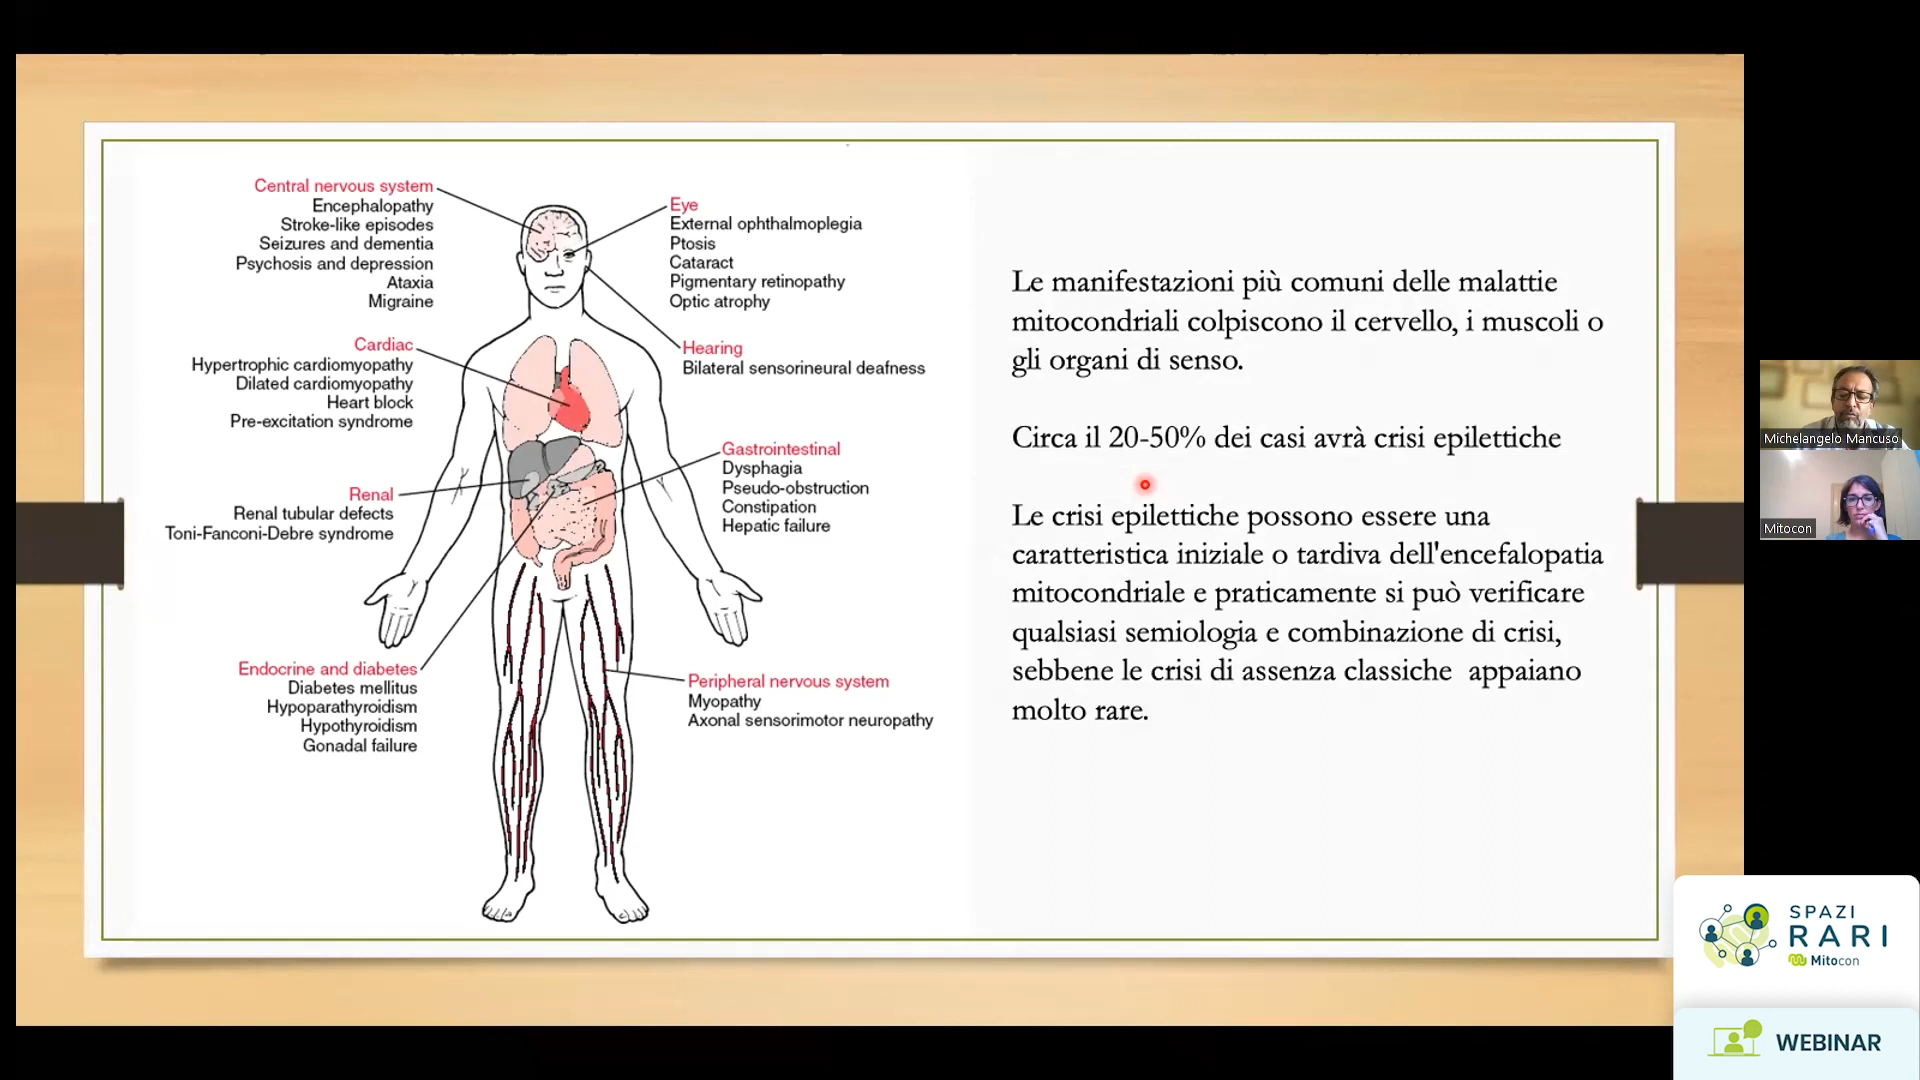 Central nervous system
Encephalopathy
Stroke-like episodes
Seizures and dementia
Psychosis and depression
Ataxia
Migraine
Cardiac
Hypertrophic cardiomyopathy
Dilated cardiomyopathy
Heart block
Pre-excitation syndrome
Renal
Renal tubular defects
Toni-Fanconi-Debre syndrome
Endocrine and diabetes
Diabetes mellitus
Hypoparathyroidism
Hypothyroidism
Gonadal failure
Eye
External ophthalmoplegia
Ptosis
Cataract
Pigmentary retinopathy
Optic atrophy
Hearing
Bilateral sensorineural deafness
Gastrointestinal
Dysphagia
Pseudo-obstruction
Constipation
Hepatic failure
Peripheral nervous system
Myopathy
Axonal sensorimotor neuropathy
Le manifestazioni più comuni delle malattie
mitocondriali colpiscono il cervello, i muscoli o
gli organi di senso.
Circa il 20-50% dei casi avrà crisi epilettiche
Le crisi epilettiche possono essere una
caratteristica iniziale o tardiva dell'encefalopatia
mitocondriale e praticamente si può verificare
qualsiasi semiologia e combinazione di crisi,
sebbene le crisi di assenza classiche appaiano
molto rare.
Michelangelo Mancuso
Mitocon
SPAZI
RARI
Mitocon
WEBINAR